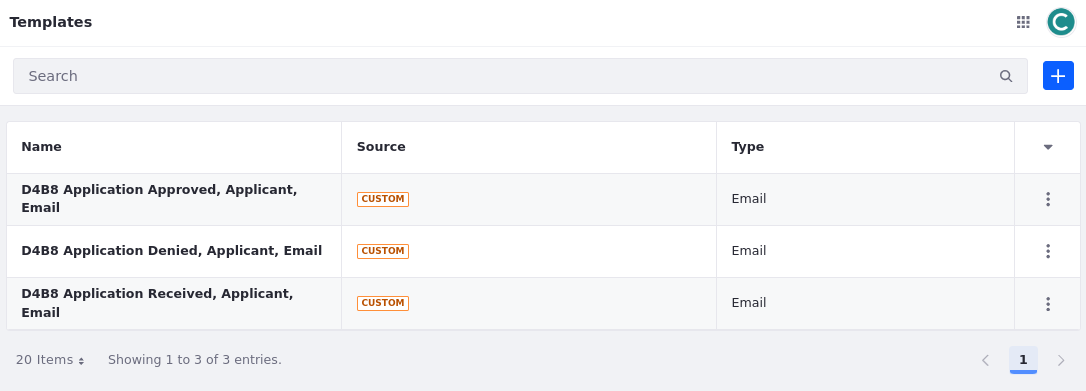 Templates
C
Search
Name Source Type
D4B8 Application Approved, Applicant,
Email
CUSTOM
Email
D4B8 Application Denied, Applicant, Email
CUSTOM
Email
D4B8 Application Received, Applicant,
Email
CUSTOM
Email
20 Items
Showing 1 to 3 of 3 entries.
1